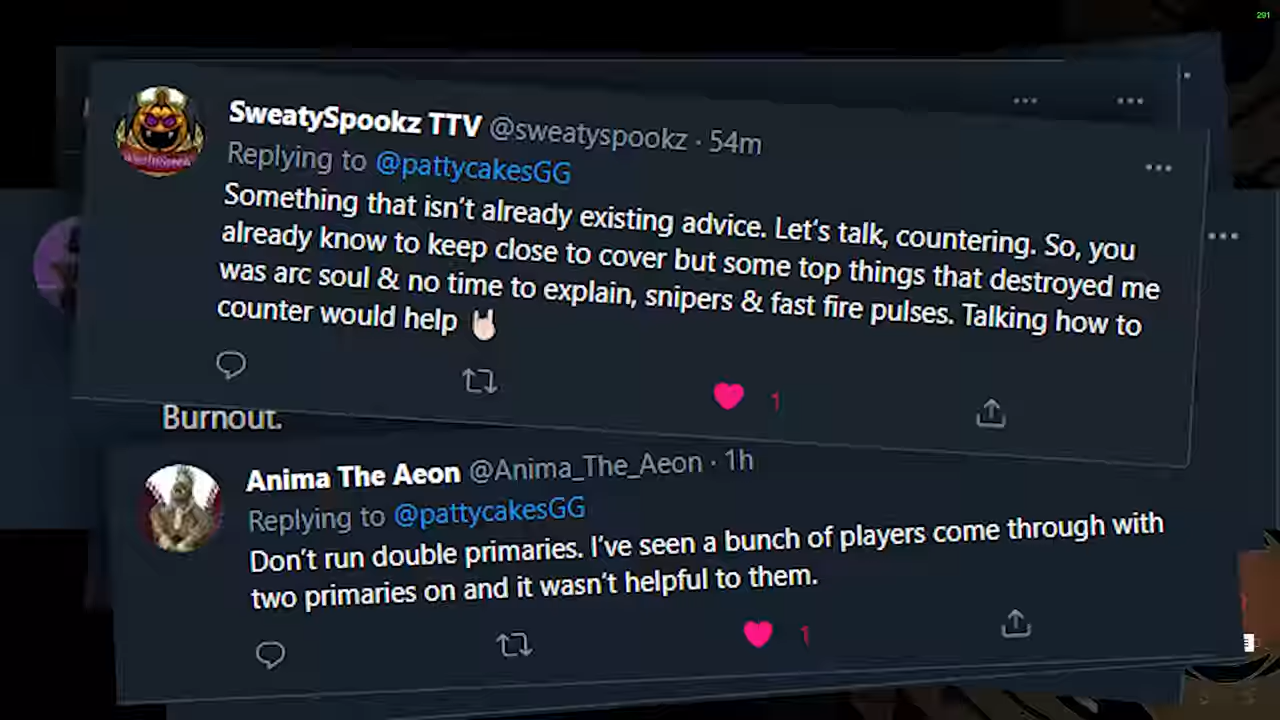 291
SweatySpookz TTV @sweatyspookz · 54m
Replying to @pattycakesGG
Something that isn't already existing advice. Let's talk, countering. So, you
already know to keep close to cover but some top things that destroyed me
was arc soul & no time to explain, snipers & fast fire pulses. Talking how to
counter would help 🤘🏻
1
Burnout.
Anima The Aeon @Anima_The_Aeon · 1h
Replying to @pattycakesGG
Don't run double primaries. I've seen a bunch of players come through with
two primaries on and it wasn't helpful to them.
1